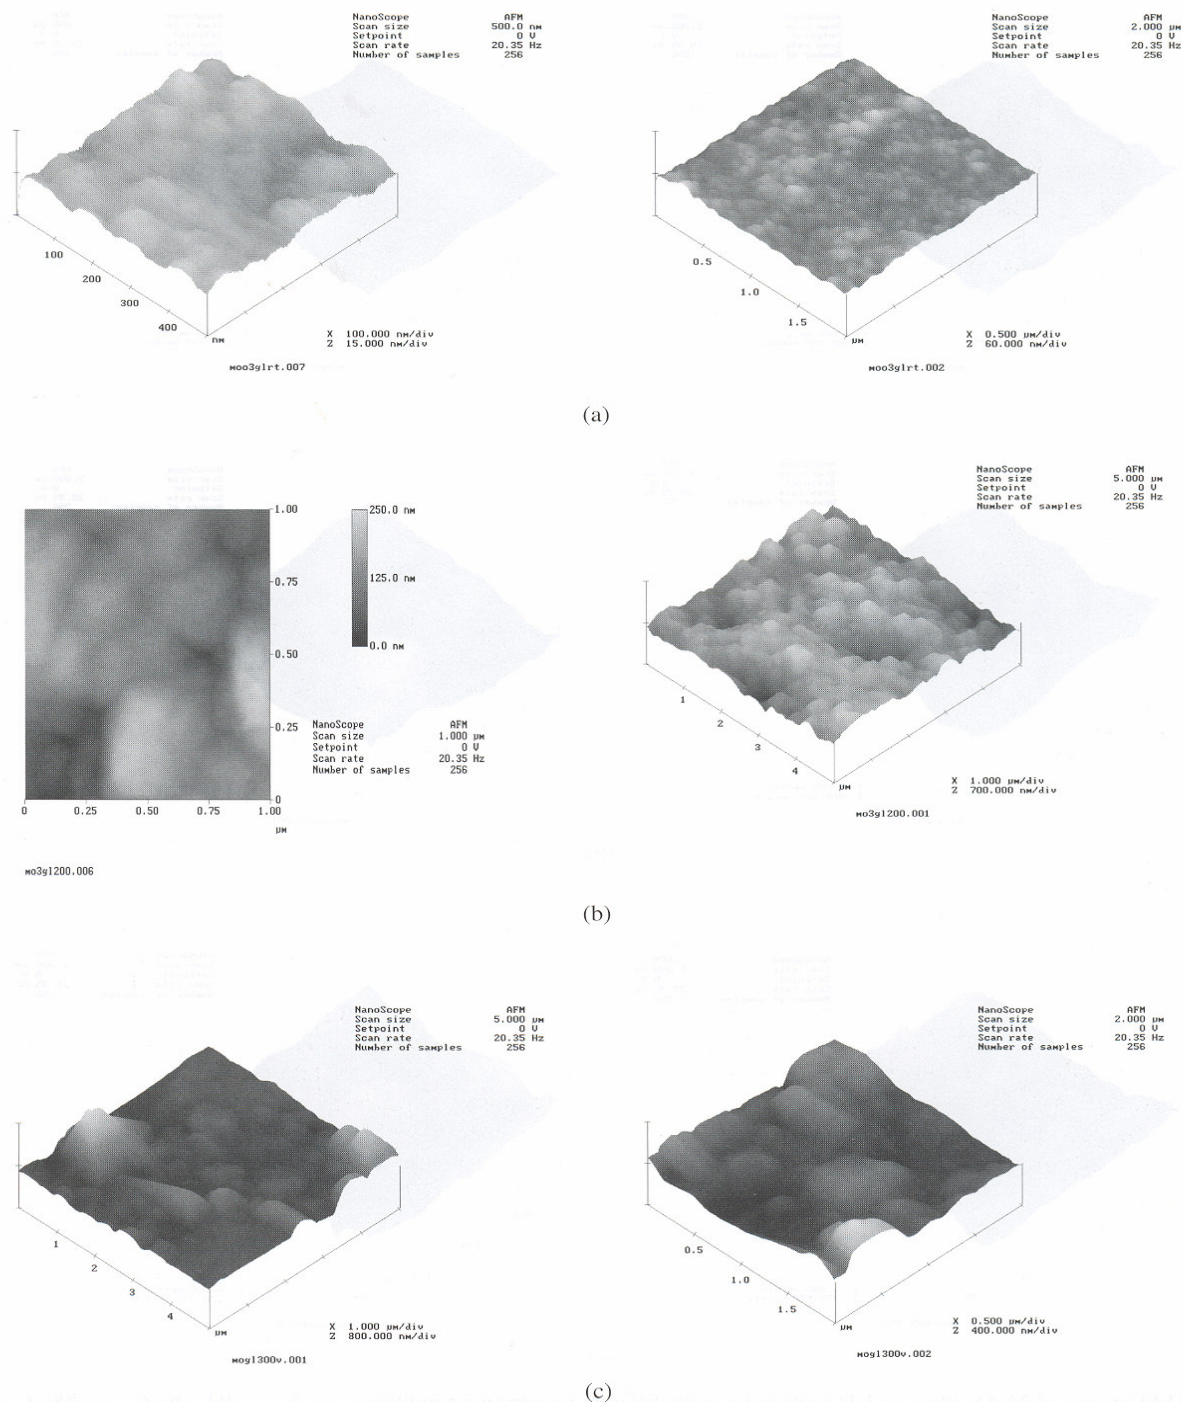 NanoScope AFM
Scan size 500.0 nm
Setpoint 0 V
Scan rate 20.35 Hz
Number of samples 256
100
200
300
400
nm
X 100.000 nm/div
Z 15.000 nm/div
moo3glrt.007
NanoScope AFM
Scan size 2.000 µm
Setpoint 0 V
Scan rate 20.35 Hz
Number of samples 256
0.5
1.0
1.5
µm
X 0.500 µm/div
Z 60.000 nm/div
moo3glrt.002
(a)
1.00
0.75
0.50
0.25
0
0 0.25 0.50 0.75 1.00
µm
250.0 nm
125.0 nm
0.0 nm
NanoScope AFM
Scan size 1.000 µm
Setpoint 0 V
Scan rate 20.35 Hz
Number of samples 256
mo3gl200.006
NanoScope AFM
Scan size 5.000 µm
Setpoint 0 V
Scan rate 20.35 Hz
Number of samples 256
1
2
3
4
µm
X 1.000 µm/div
Z 700.000 nm/div
mo3gl200.001
(b)
NanoScope AFM
Scan size 5.000 µm
Setpoint 0 V
Scan rate 20.35 Hz
Number of samples 256
1
2
3
4
µm
X 1.000 µm/div
Z 800.000 nm/div
mogl300v.001
NanoScope AFM
Scan size 2.000 µm
Setpoint 0 V
Scan rate 20.35 Hz
Number of samples 256
0.5
1.0
1.5
µm
X 0.500 µm/div
Z 400.000 nm/div
mogl300v.002
(c)